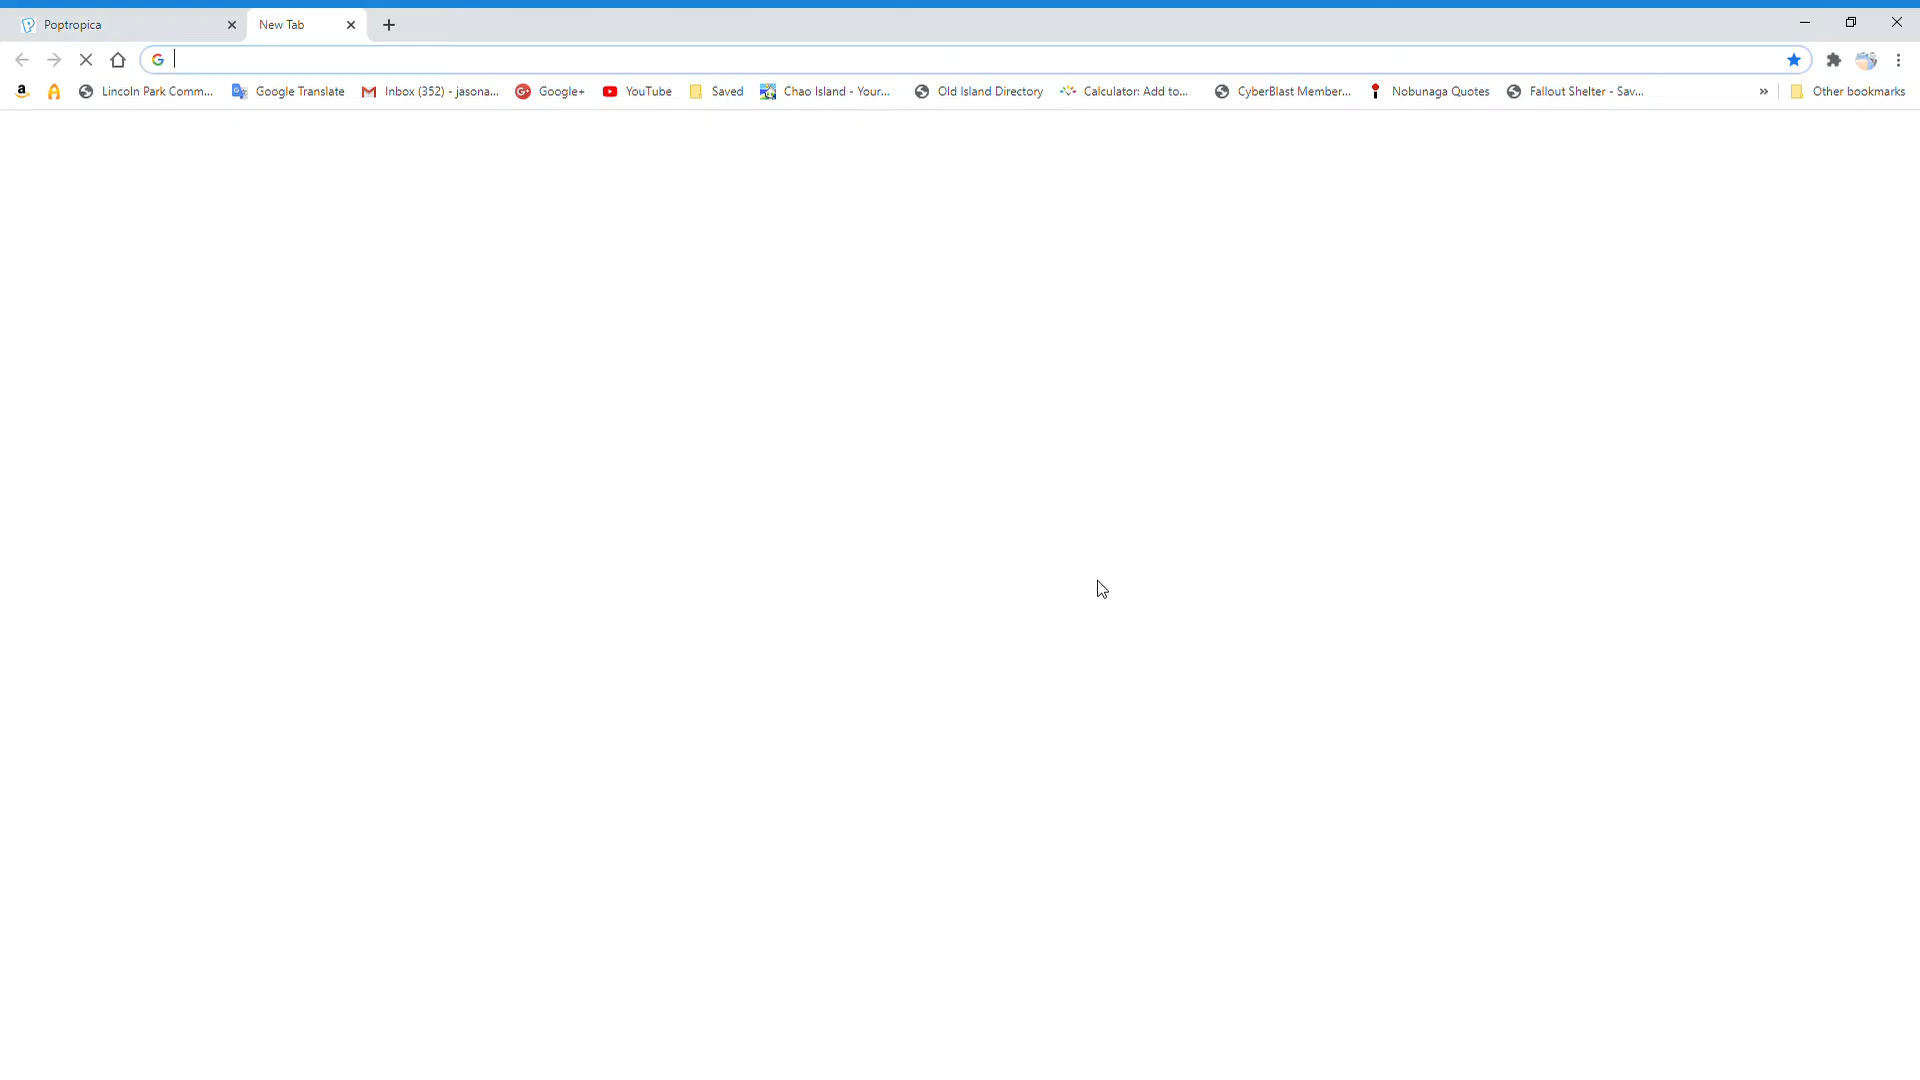 Poptropica New Tab
Lincoln Park Comm... Google Translate Inbox (352) - jasona... Google+ YouTube Saved Chao Island - Your... Old Island Directory Calculator: Add to... CyberBlast Member... Nobunaga Quotes Fallout Shelter - Sav... » Other bookmarks